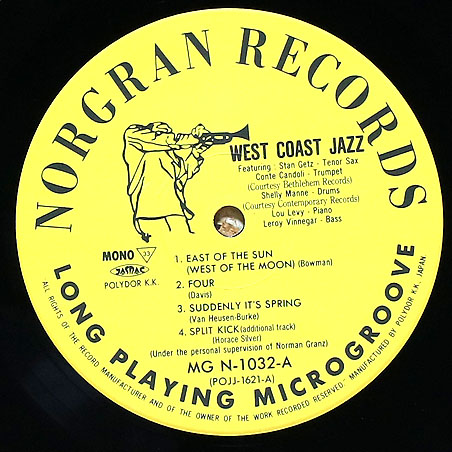 NORGRAN RECORDS
WEST COAST JAZZ
Featuring : Stan Getz - Tenor Sax
Conte Candoli - Trumpet
(Courtesy Bethlehem Records)
Shelly Manne - Drums
(Courtesy Contemporary Records)
Lou Levy - Piano
Leroy Vinnegar - Bass
MONO 33
JASRAC
POLYDOR K.K.
1. EAST OF THE SUN
(WEST OF THE MOON) (Bowman)
2. FOUR
(Davis)
3. SUDDENLY IT'S SPRING
(Van Heusen-Burke)
4. SPLIT KICK(additional track)
(Horace Silver)
(Under the personal supervision of Norman Granz)
MG N-1032-A
(POJJ-1621-A)
LONG PLAYING MICROGROOVE
ALL RIGHTS OF THE RECORD MANUFACTURER AND OF THE OWNER OF THE WORK RECORDED RESERVED." MANUFACTURED BY POLYDOR K.K. JAPAN